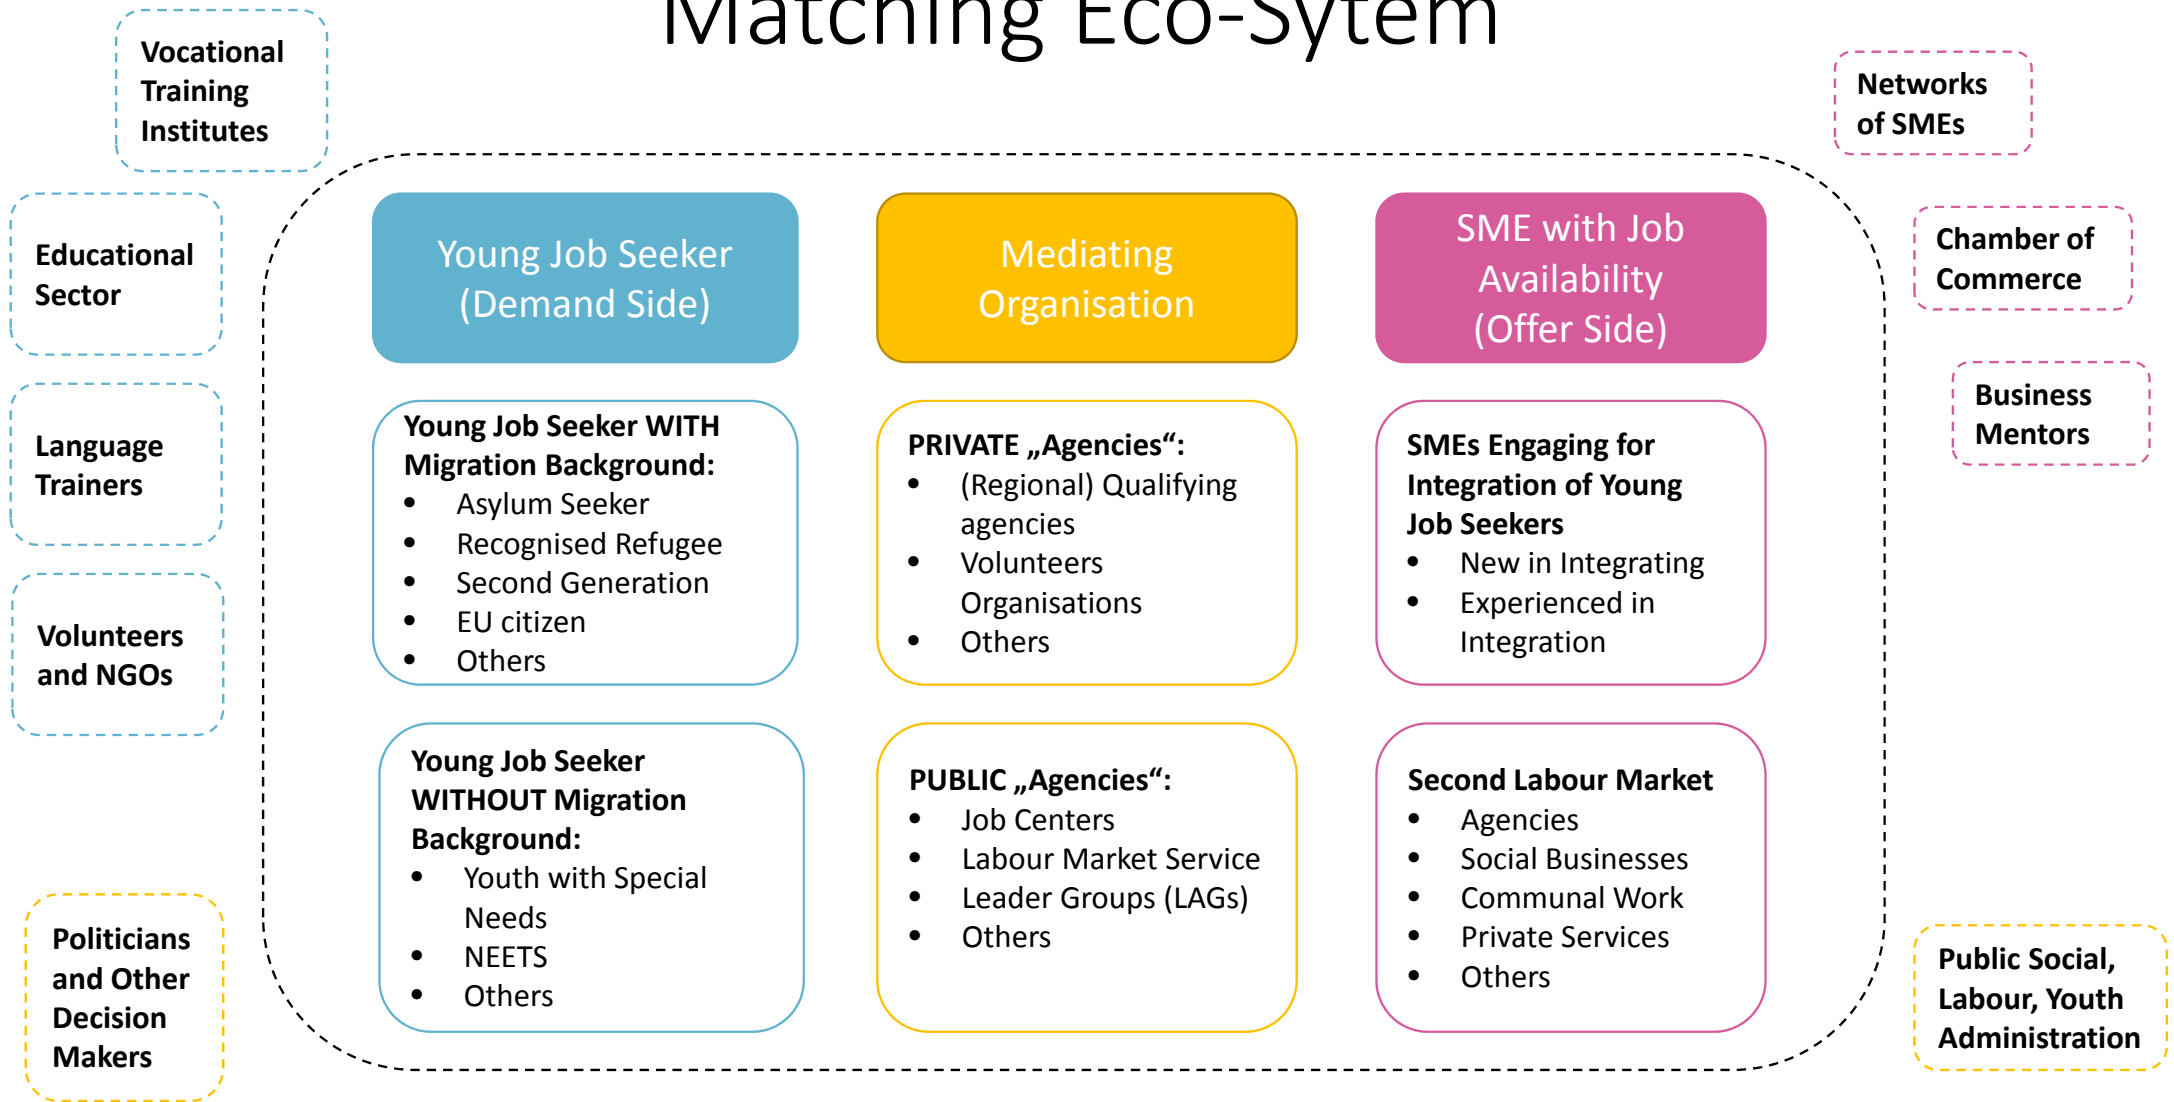 Matching Eco-Sytem
Vocational
Training
Institutes
Educational
Sector
Language
Trainers
Volunteers
and NGOs
Politicians
and Other
Decision
Makers
Young Job Seeker
(Demand Side)
Young Job Seeker WITH
Migration Background:
• Asylum Seeker
• Recognised Refugee
• Second Generation
• EU citizen
• Others
Young Job Seeker
WITHOUT Migration
Background:
• Youth with Special
Needs
• NEETS
• Others
Mediating
Organisation
PRIVATE „Agencies“:
• (Regional) Qualifying
agencies
• Volunteers
Organisations
• Others
PUBLIC „Agencies“:
• Job Centers
• Labour Market Service
• Leader Groups (LAGs)
• Others
SME with Job
Availability
(Offer Side)
SMEs Engaging for
Integration of Young
Job Seekers
• New in Integrating
• Experienced in
Integration
Second Labour Market
• Agencies
• Social Businesses
• Communal Work
• Private Services
• Others
Networks
of SMEs
Chamber of
Commerce
Business
Mentors
Public Social,
Labour, Youth
Administration